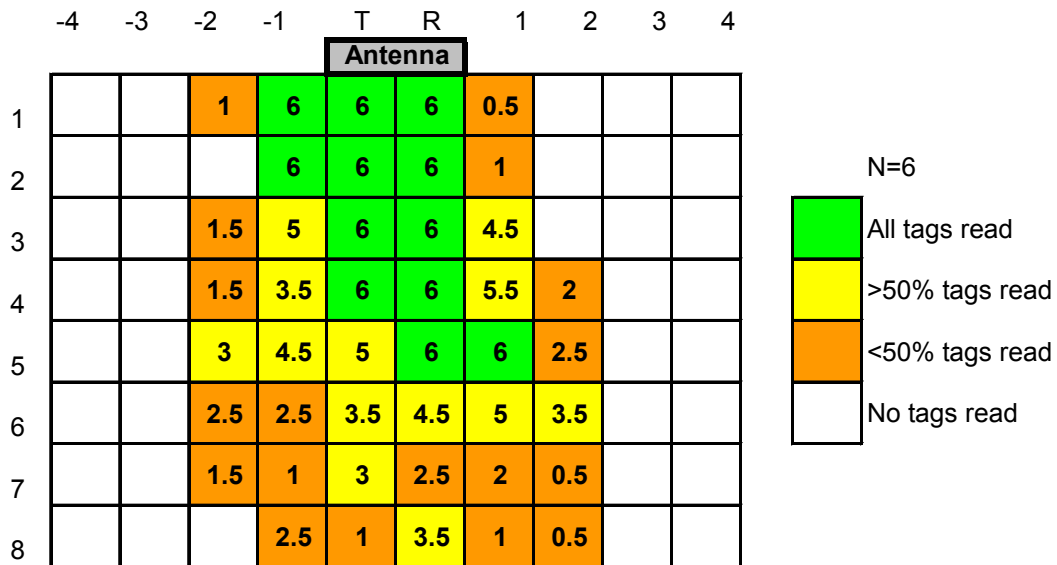 -4 -3 -2 -1 T R 1 2 3 4
Antenna
1 1 6 6 6 0.5
2 6 6 6 1 N=6
3 1.5 5 6 6 4.5 All tags read
4 1.5 3.5 6 6 5.5 2 >50% tags read
5 3 4.5 5 6 6 2.5 <50% tags read
6 2.5 2.5 3.5 4.5 5 3.5 No tags read
7 1.5 1 3 2.5 2 0.5
8 2.5 1 3.5 1 0.5